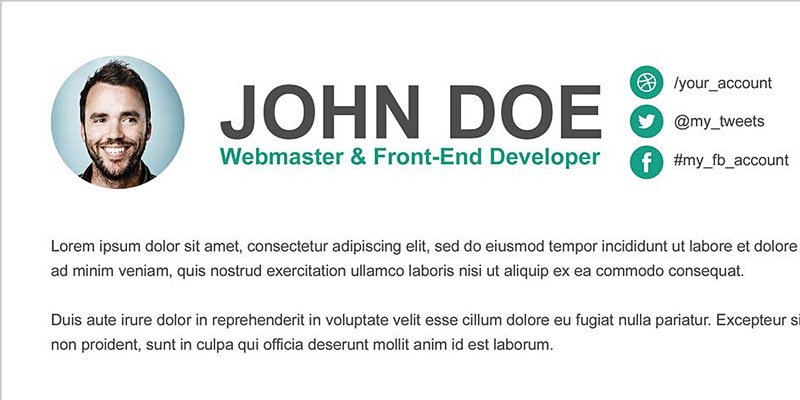 JOHN DOE
Webmaster & Front-End Developer
/your_account
@my_tweets
#my_fb_account
Lorem ipsum dolor sit amet, consectetur adipiscing elit, sed do eiusmod tempor incididunt ut labore et dolore
ad minim veniam, quis nostrud exercitation ullamco laboris nisi ut aliquip ex ea commodo consequat.
Duis aute irure dolor in reprehenderit in voluptate velit esse cillum dolore eu fugiat nulla pariatur. Excepteur si
non proident, sunt in culpa qui officia deserunt mollit anim id est laborum.